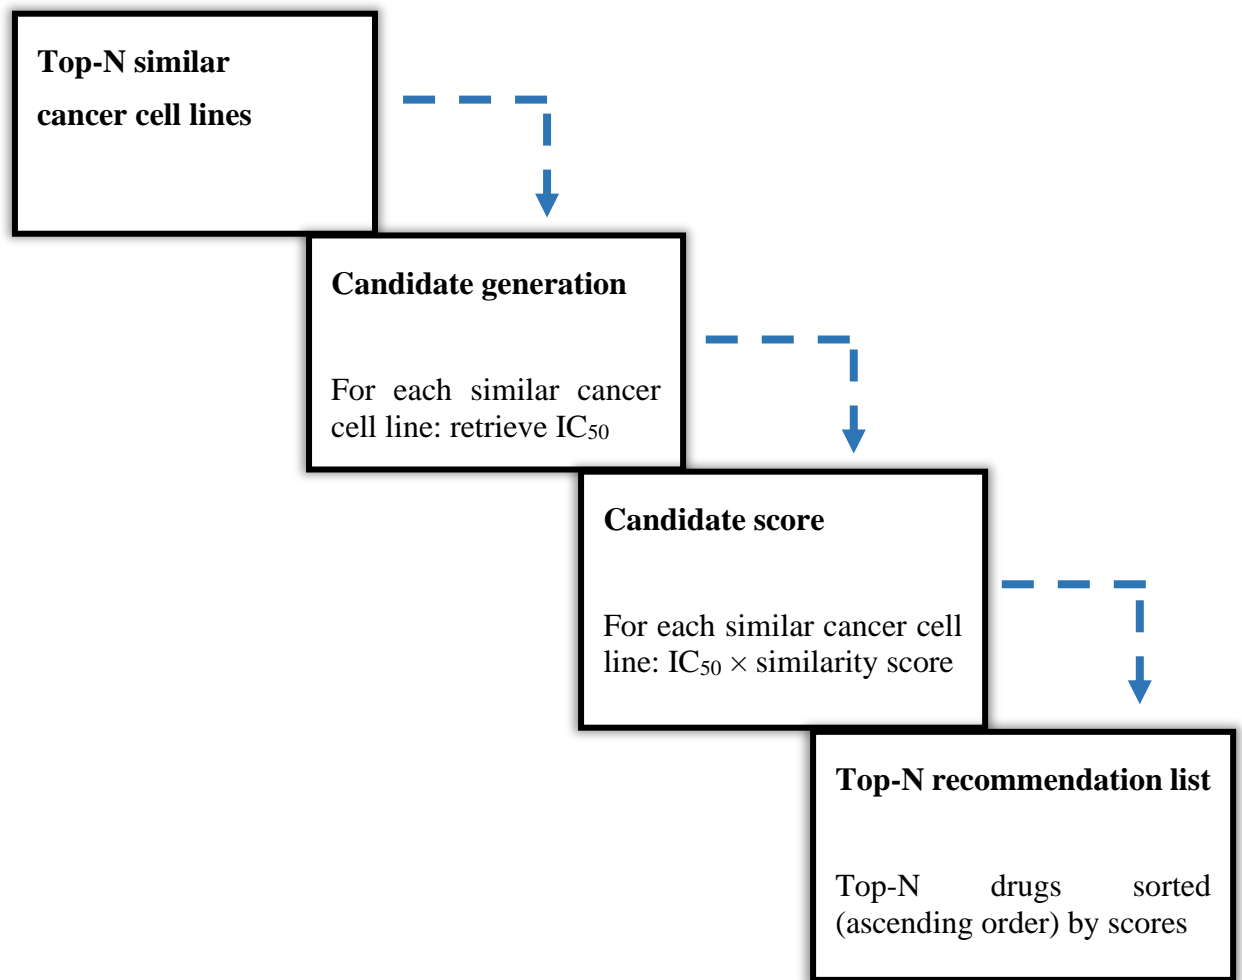 Top-N similar
cancer cell lines
Candidate generation
For each similar cancer
cell line: retrieve IC₅₀
Candidate score
For each similar cancer cell
line: IC₅₀ × similarity score
Top-N recommendation list
Top-N drugs sorted
(ascending order) by scores